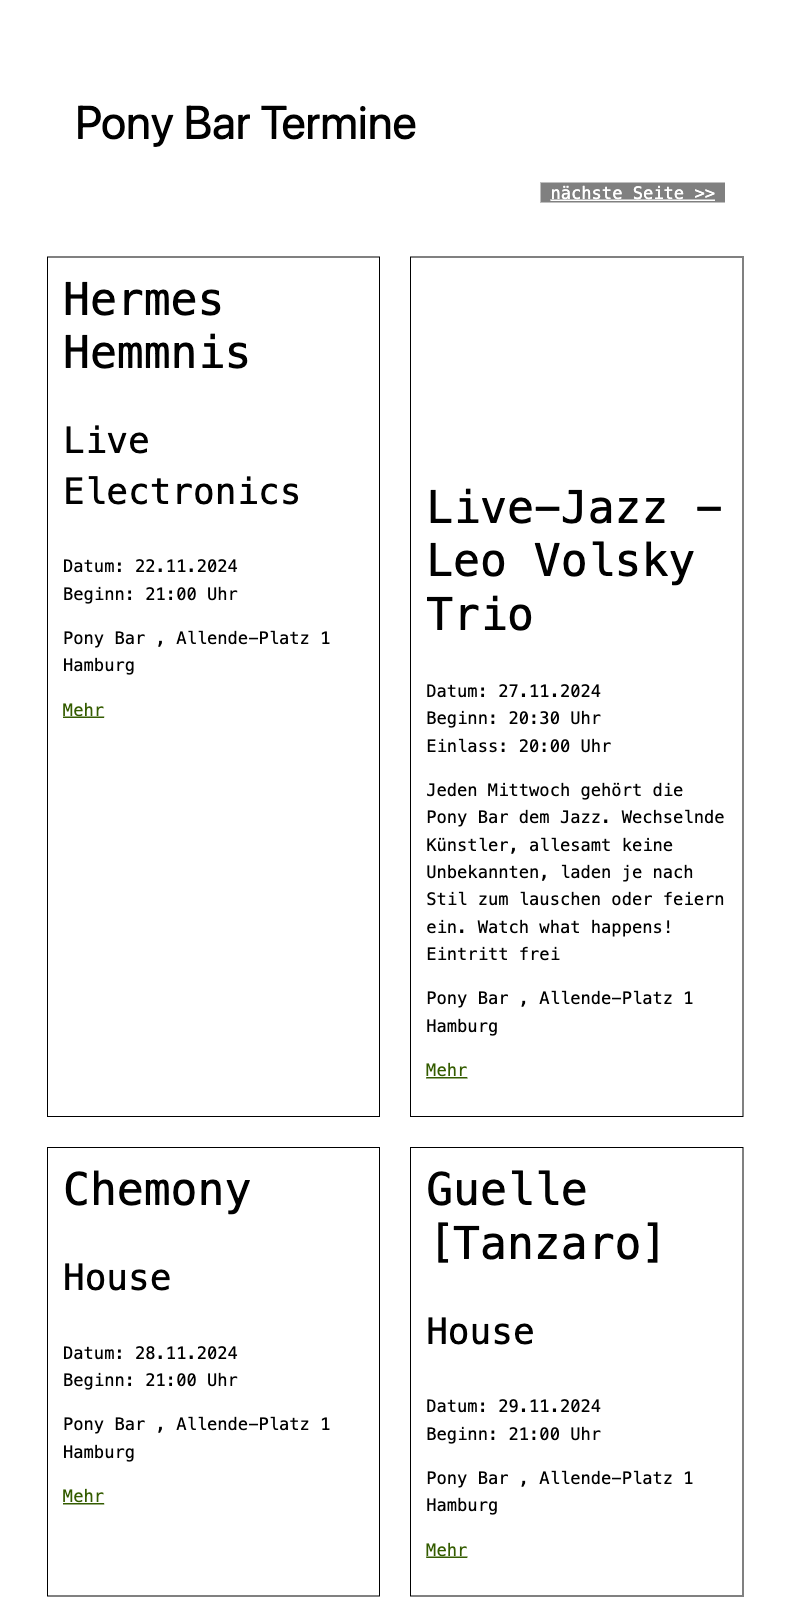 Pony Bar Termine
nächste Seite >>
Hermes
Hemmnis
Live
Electronics
Datum: 22.11.2024
Beginn: 21:00 Uhr
Pony Bar , Allende-Platz 1
Hamburg
Mehr
Live-Jazz -
Leo Volsky
Trio
Datum: 27.11.2024
Beginn: 20:30 Uhr
Einlass: 20:00 Uhr
Jeden Mittwoch gehört die
Pony Bar dem Jazz. Wechselnde
Künstler, allesamt keine
Unbekannten, laden je nach
Stil zum lauschen oder feiern
ein. Watch what happens!
Eintritt frei
Pony Bar , Allende-Platz 1
Hamburg
Mehr
Chemony
House
Datum: 28.11.2024
Beginn: 21:00 Uhr
Pony Bar , Allende-Platz 1
Hamburg
Mehr
Guelle
[Tanzaro]
House
Datum: 29.11.2024
Beginn: 21:00 Uhr
Pony Bar , Allende-Platz 1
Hamburg
Mehr